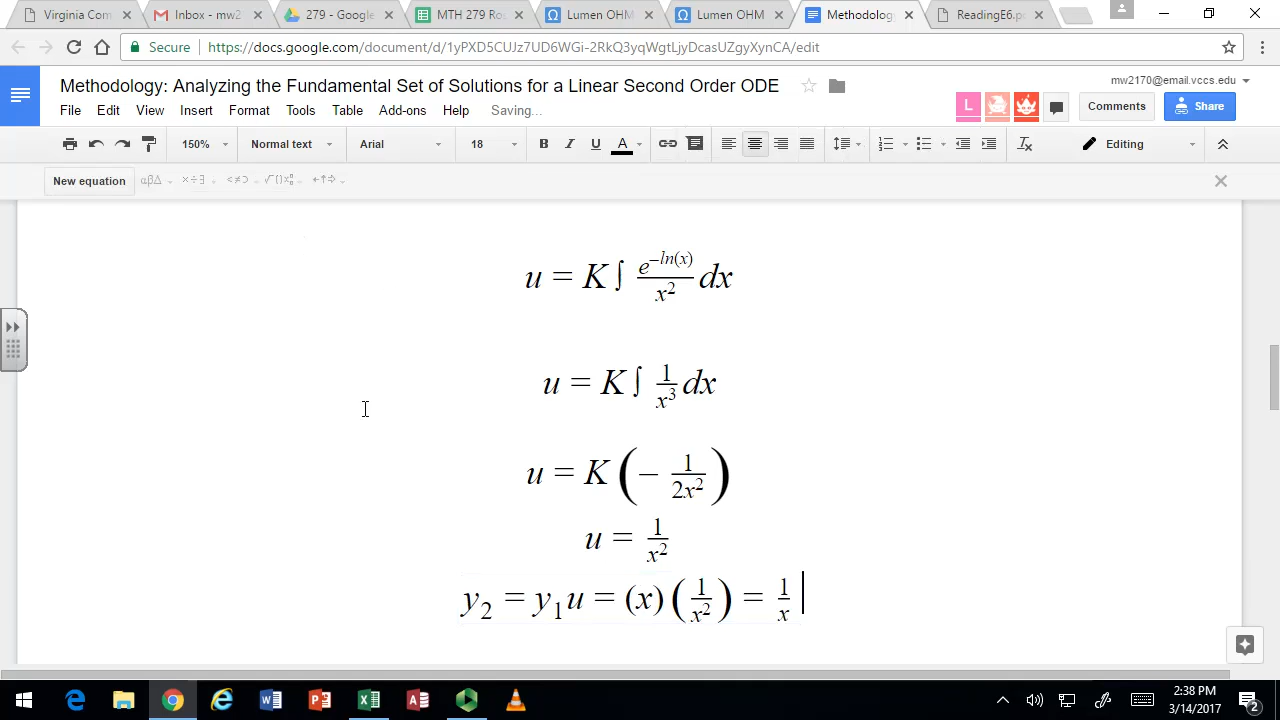 Virginia Co
Inbox - mw2
279 - Google
MTH 279 Ro
Lumen OHM
Lumen OHM
Methodolog
ReadingE6.p
Secure
https://docs.google.com/document/d/1yPXD5CUJz7UD6WGi-2RkQ3yqWgtLjyDcasUZgyXynCA/edit
Methodology: Analyzing the Fundamental Set of Solutions for a Linear Second Order ODE
mw2170@email.vccs.edu
File Edit View Insert Format Tools Table Add-ons Help Saving...
L
Comments
Share
150% Normal text Arial 18 B I U A Editing
New equation αβΔ ×÷∃ <≠⊃ √()x
u = K ∫ e^{-ln(x)}/x² dx
u = K ∫ 1/x³ dx
u = K (- 1/2x²)
u = 1/x²
y₂ = y₁u = (x) (1/x²) = 1/x
2:38 PM
3/14/2017
2